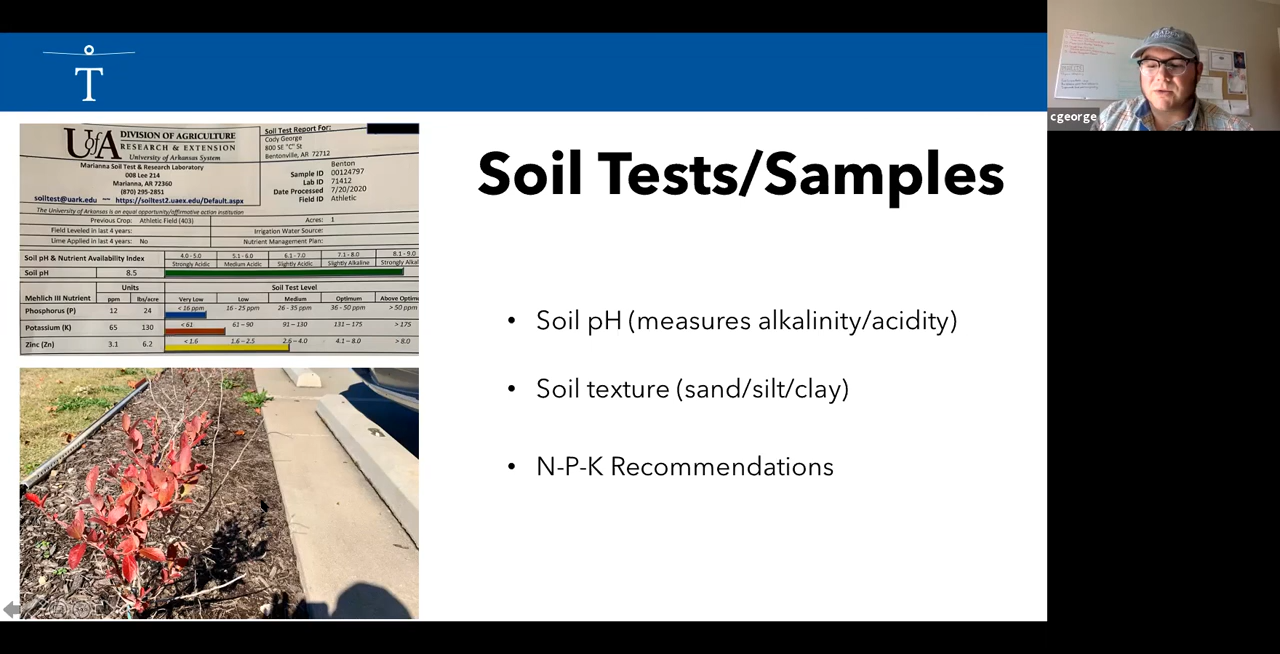 T
Soil Tests/Samples
• Soil pH (measures alkalinity/acidity)
• Soil texture (sand/silt/clay)
• N-P-K Recommendations
UofA DIVISION OF AGRICULTURE
RESEARCH & EXTENSION
University of Arkansas System
Marianna Soil Test & Research Laboratory
008 Lee 214
Marianna, AR 72360
(870) 295-2851
soiltest@uark.edu --- https://soiltest2.uaex.edu/Default.aspx
Soil Test Report For:
Cody George
800 SE "C" St
Bentonville, AR 72712
Benton
Sample ID 00124797
Lab ID 71412
Date Processed 7/20/2020
Field ID Athletic
The University of Arkansas is an equal opportunity/affirmative action institution
Previous Crop: Athletic Field (403) Acres: 1
Field Leveled in last 4 years: Irrigation Water Source:
Lime Applied in last 4 years: No Nutrient Management Plan:
Soil pH & Nutrient Availability Index 4.0 - 5.0 5.1 - 6.0 6.1 - 7.0 7.1 - 8.0 8.1 - 9.0
Strongly Acidic Medium Acidic Slightly Acidic Slightly Alkaline Strongly Alkal
Soil pH 8.5
Units Soil Test Level
Mehlich III Nutrient ppm lbs/acre Very Low Low Medium Optimum Above Optimu
Phosphorus (P) 12 24 < 16 ppm 16 - 25 ppm 26 - 35 ppm 36 - 50 ppm > 50 ppm
Potassium (K) 65 130 < 61 61 – 90 91 – 130 131 – 175 > 175
Zinc (Zn) 3.1 6.2 < 1.6 1.6 – 2.5 2.6 – 4.0 4.1 – 8.0 > 8.0
cgeorge